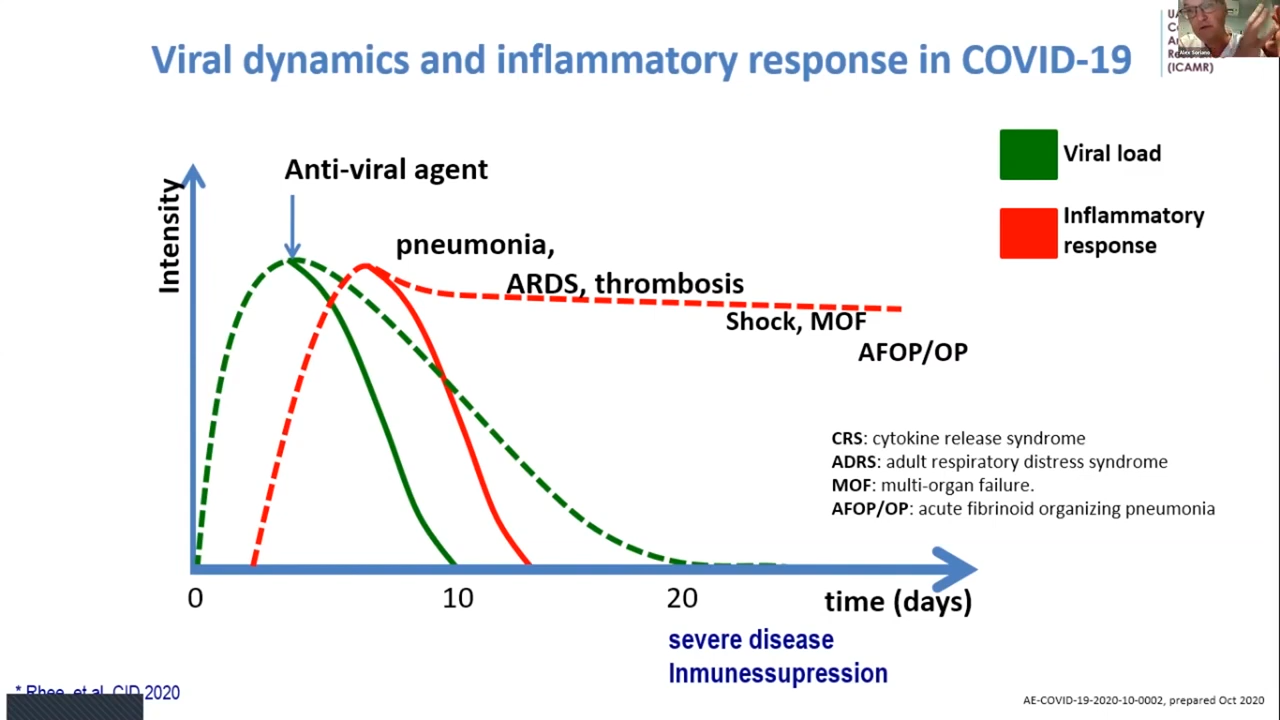 Viral dynamics and inflammatory response in COVID-19
(ICAMR)
Alex Soriano
Anti-viral agent
Intensity
pneumonia,
ARDS, thrombosis
Shock, MOF
AFOP/OP
Viral load
Inflammatory
response
CRS: cytokine release syndrome
ADRS: adult respiratory distress syndrome
MOF: multi-organ failure.
AFOP/OP: acute fibrinoid organizing pneumonia
0
10
20
time (days)
severe disease
Inmunessupression
* Rhee, et al. CID 2020
AE-COVID-19-2020-10-0002, prepared Oct 2020